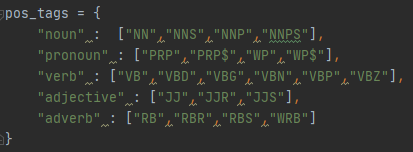 pos_tags = {
    "noun" :  ["NN","NNS","NNP","NNPS"],
    "pronoun" : ["PRP","PRP$","WP","WP$"],
    "verb" : ["VB","VBD","VBG","VBN","VBP","VBZ"],
    "adjective" : ["JJ","JJR","JJS"],
    "adverb" : ["RB","RBR","RBS","WRB"]
}